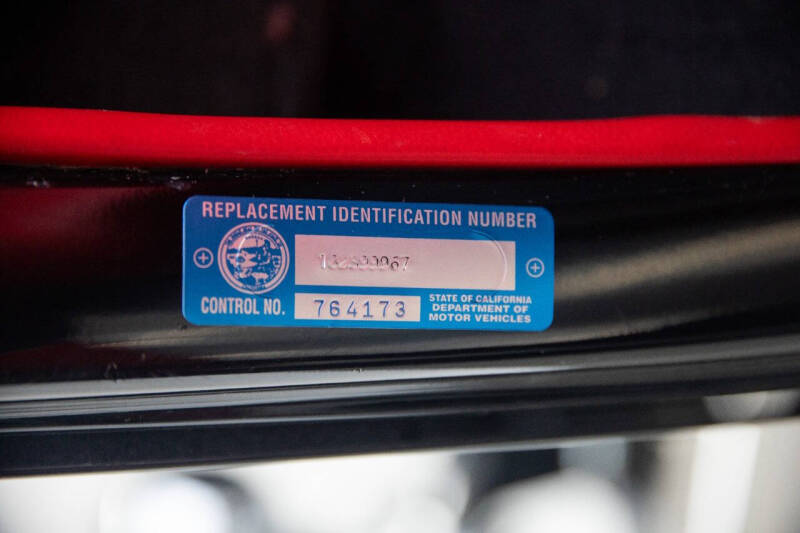 REPLACEMENT IDENTIFICATION NUMBER
CONTROL NO.
764173
STATE OF CALIFORNIA
DEPARTMENT OF
MOTOR VEHICLES